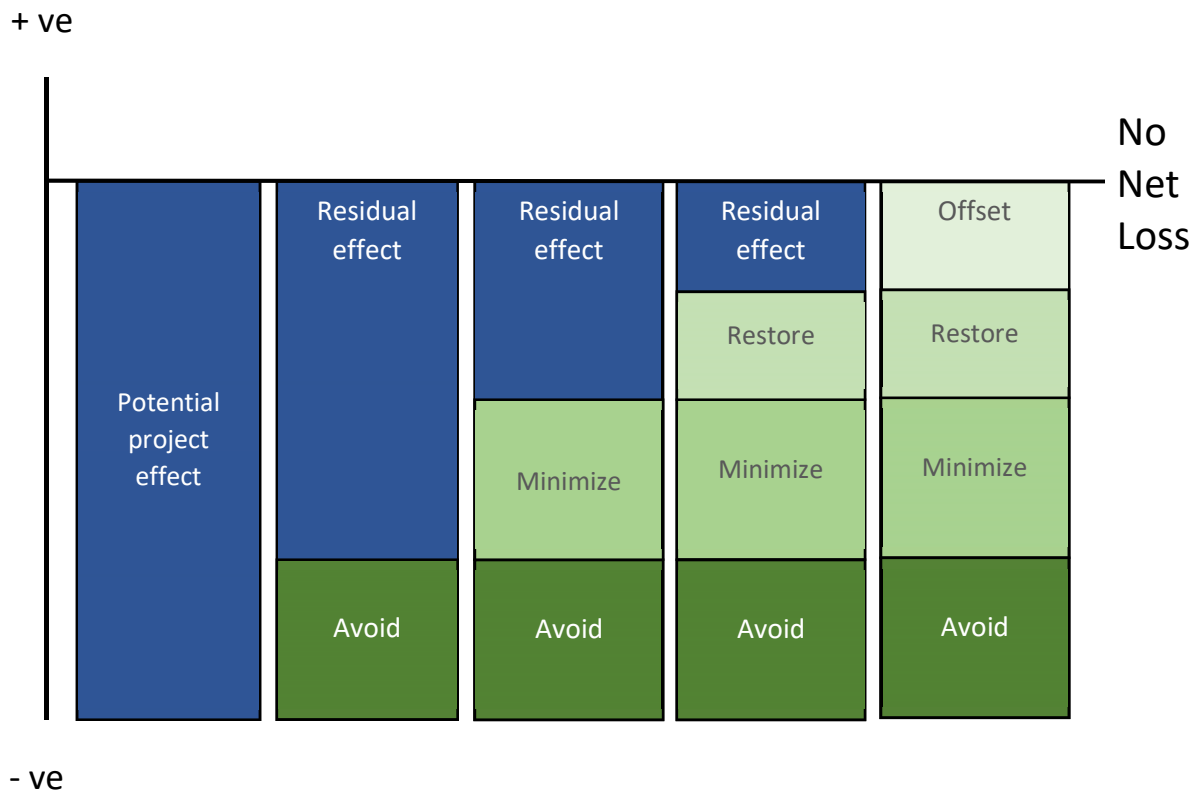 + ve
No
Net
Loss
Potential
project
effect
Residual
effect
Avoid
Residual
effect
Minimize
Avoid
Residual
effect
Restore
Minimize
Avoid
Offset
Restore
Minimize
Avoid
- ve